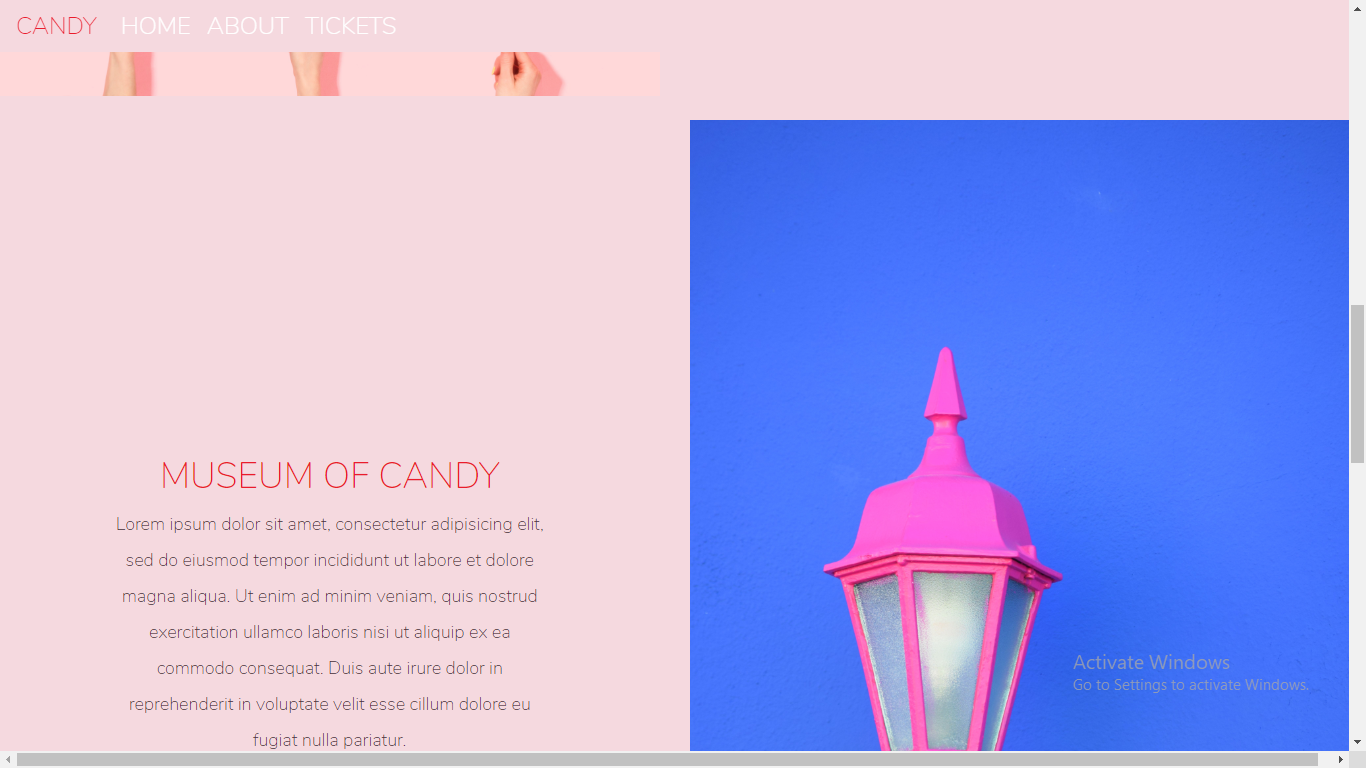 CANDY HOME ABOUT TICKETS
MUSEUM OF CANDY
Lorem ipsum dolor sit amet, consectetur adipisicing elit,
sed do eiusmod tempor incididunt ut labore et dolore
magna aliqua. Ut enim ad minim veniam, quis nostrud
exercitation ullamco laboris nisi ut aliquip ex ea
commodo consequat. Duis aute irure dolor in
reprehenderit in voluptate velit esse cillum dolore eu
fugiat nulla pariatur.
Activate Windows
Go to Settings to activate Windows.